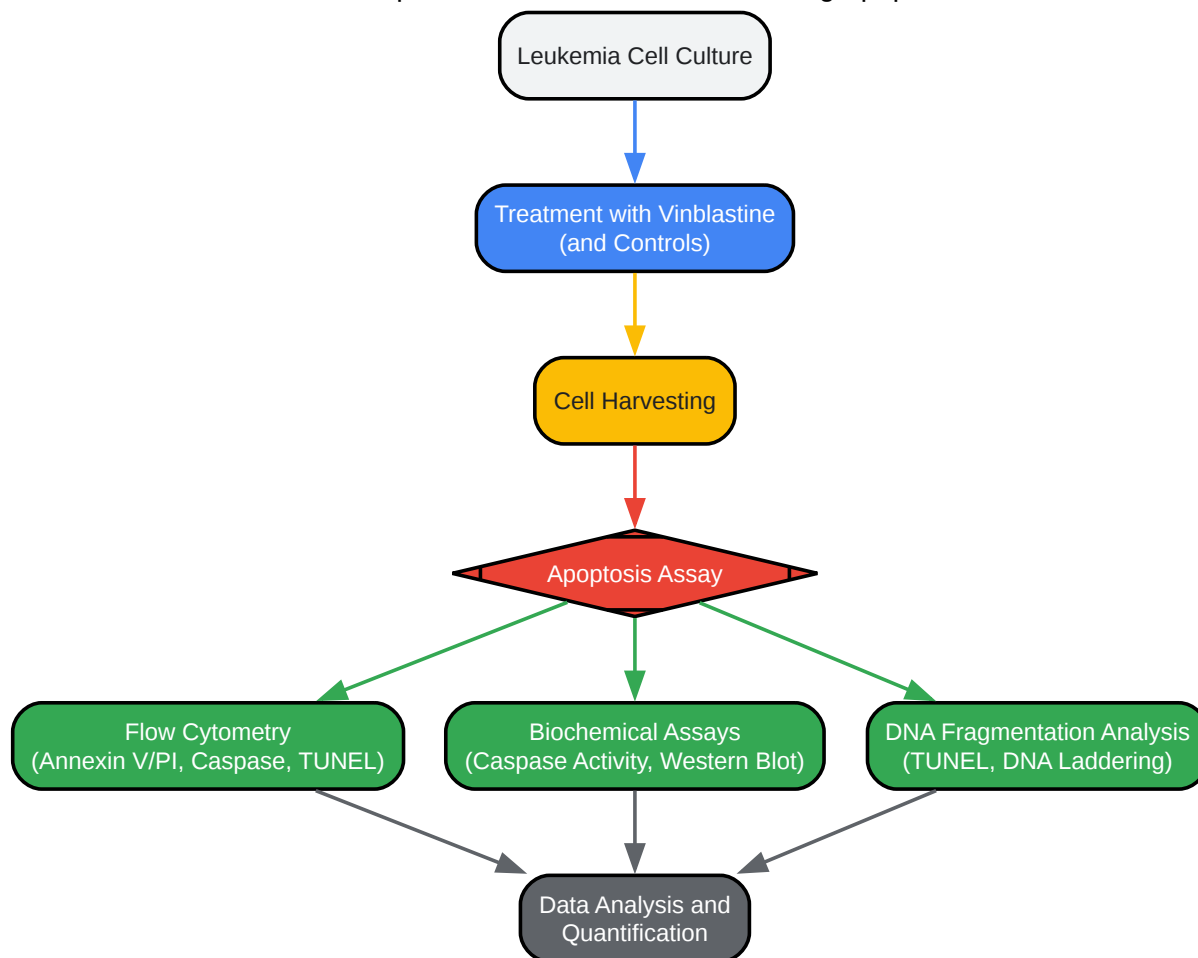 Leukemia Cell Culture
Treatment with Vinblastine
(and Controls)
Cell Harvesting
Apoptosis Assay
Flow Cytometry
(Annexin V/PI, Caspase, TUNEL)
Biochemical Assays
(Caspase Activity, Western Blot)
DNA Fragmentation Analysis
(TUNEL, DNA Laddering)
Data Analysis and
Quantification